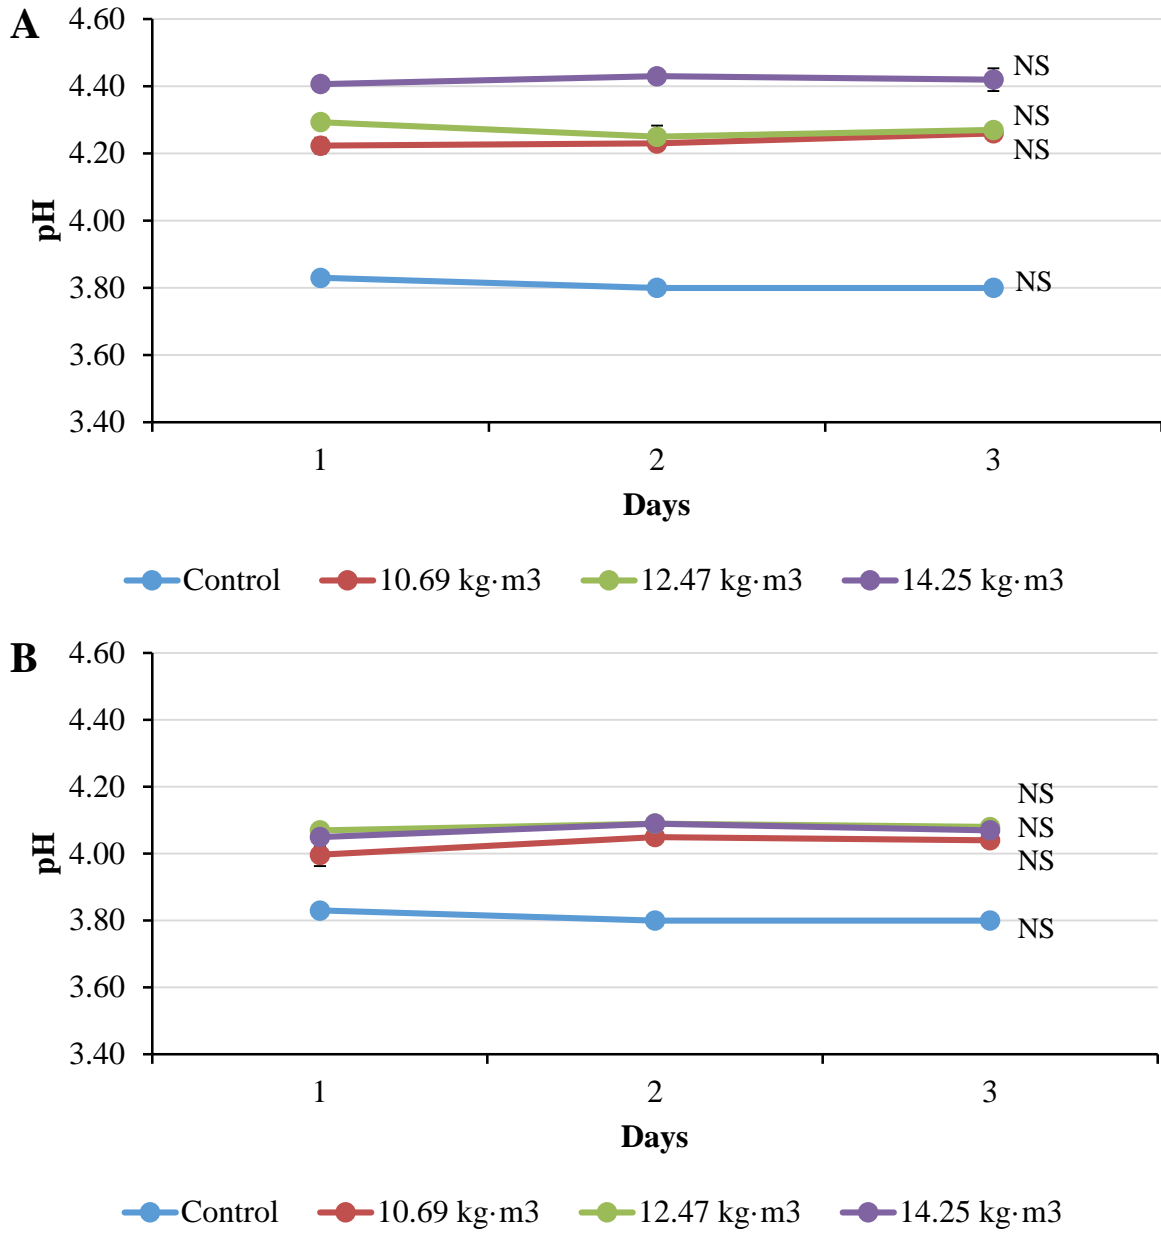 A
4.60
4.40
4.20
4.00
3.80
3.60
3.40
pH
NS
NS
NS
NS
1 2 3
Days
Control 10.69 kg·m3 12.47 kg·m3 14.25 kg·m3
B
4.60
4.40
4.20
4.00
3.80
3.60
3.40
pH
NS
NS
NS
NS
1 2 3
Days
Control 10.69 kg·m3 12.47 kg·m3 14.25 kg·m3